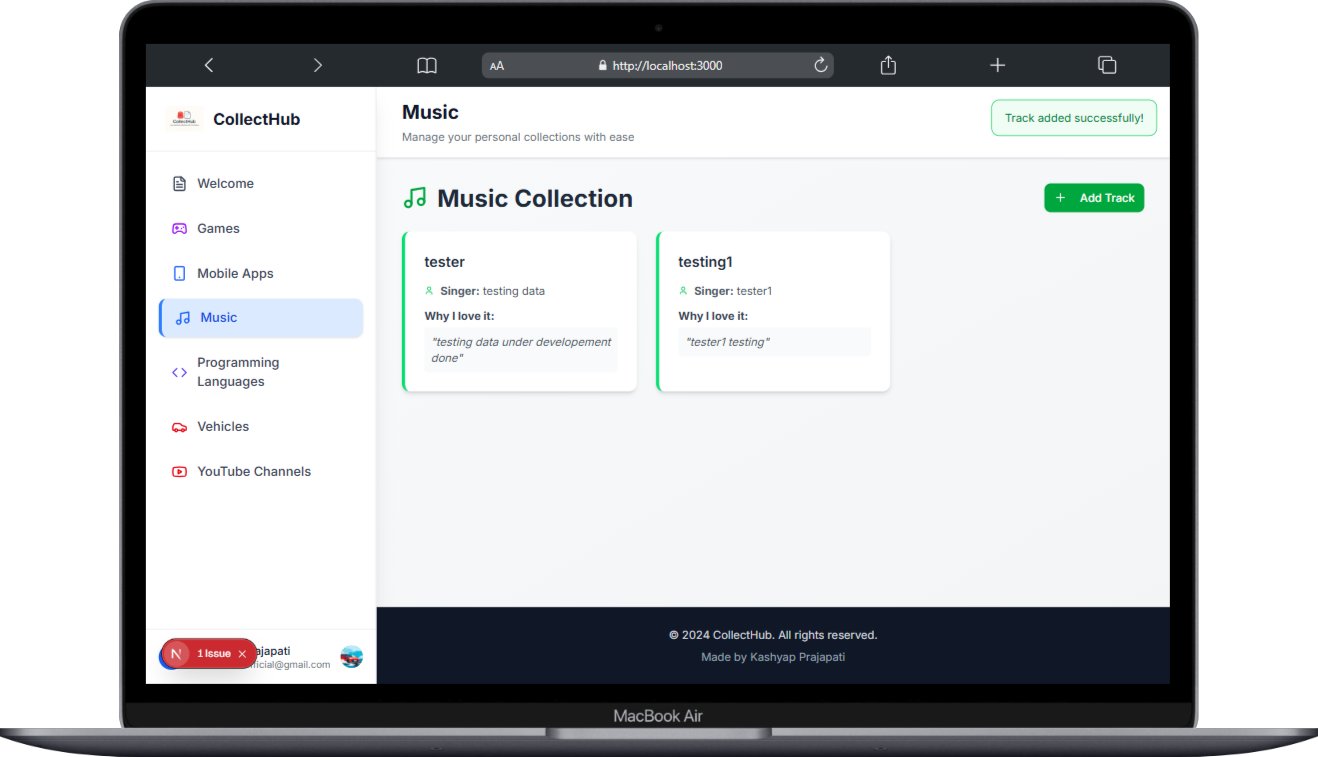 AA
http://localhost:3000
CollectHub
CollectHub
Music
Manage your personal collections with ease
Track added successfully!
Welcome
Games
Mobile Apps
Music
Programming
Languages
Vehicles
YouTube Channels
Music Collection
+ Add Track
tester
Singer: testing data
Why I love it:
"testing data under developement
done"
testing1
Singer: tester1
Why I love it:
"tester1 testing"
N 1 Issue ×
ajapati
ficial@gmail.com
© 2024 CollectHub. All rights reserved.
Made by Kashyap Prajapati
MacBook Air